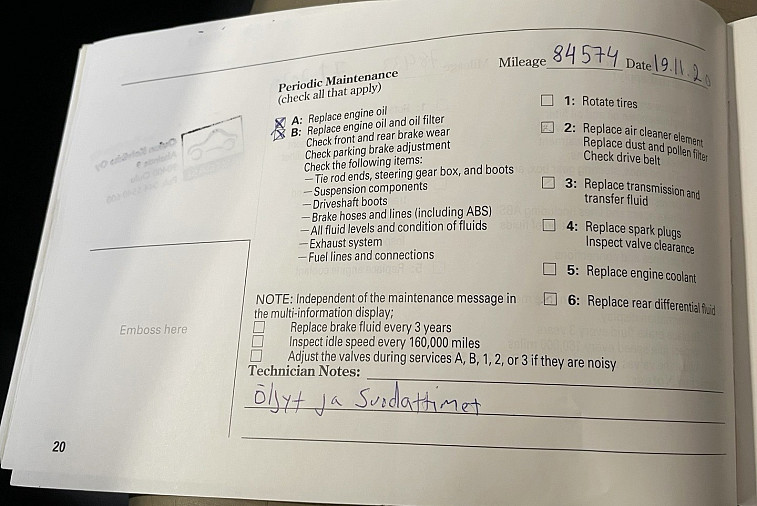 Mileage 84574 Date 19.11.20
Periodic Maintenance
(check all that apply)
A: Replace engine oil
B: Replace engine oil and oil filter
Check front and rear brake wear
Check parking brake adjustment
Check the following items:
—Tie rod ends, steering gear box, and boots
—Suspension components
—Driveshaft boots
—Brake hoses and lines (including ABS)
—All fluid levels and condition of fluids
—Exhaust system
—Fuel lines and connections
1: Rotate tires
2: Replace air cleaner element
Replace dust and pollen filter
Check drive belt
3: Replace transmission and
transfer fluid
4: Replace spark plugs
Inspect valve clearance
5: Replace engine coolant
6: Replace rear differential fluid
NOTE: Independent of the maintenance message in
the multi-information display;
Replace brake fluid every 3 years
Inspect idle speed every 160,000 miles
Adjust the valves during services A, B, 1, 2, or 3 if they are noisy
Technician Notes:
Öljyt ja Suodattimet
Emboss here
20